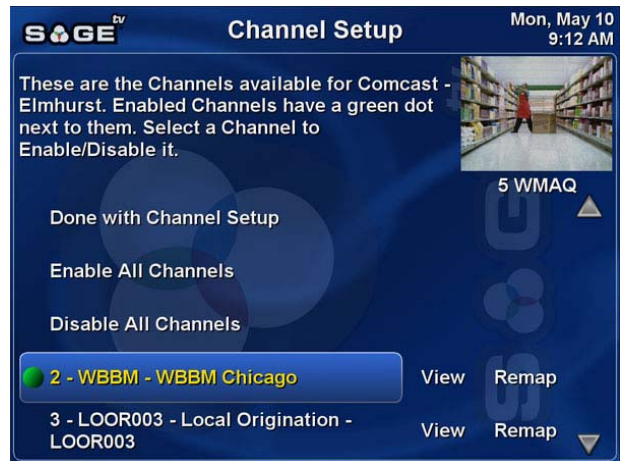 SAGE tv
Channel Setup
Mon, May 10
9:12 AM
These are the Channels available for Comcast -
Elmhurst. Enabled Channels have a green dot
next to them. Select a Channel to
Enable/Disable it.
5 WMAQ
Done with Channel Setup
Enable All Channels
Disable All Channels
2 - WBBM - WBBM Chicago View Remap
3 - LOOR003 - Local Origination -
LOOR003 View Remap